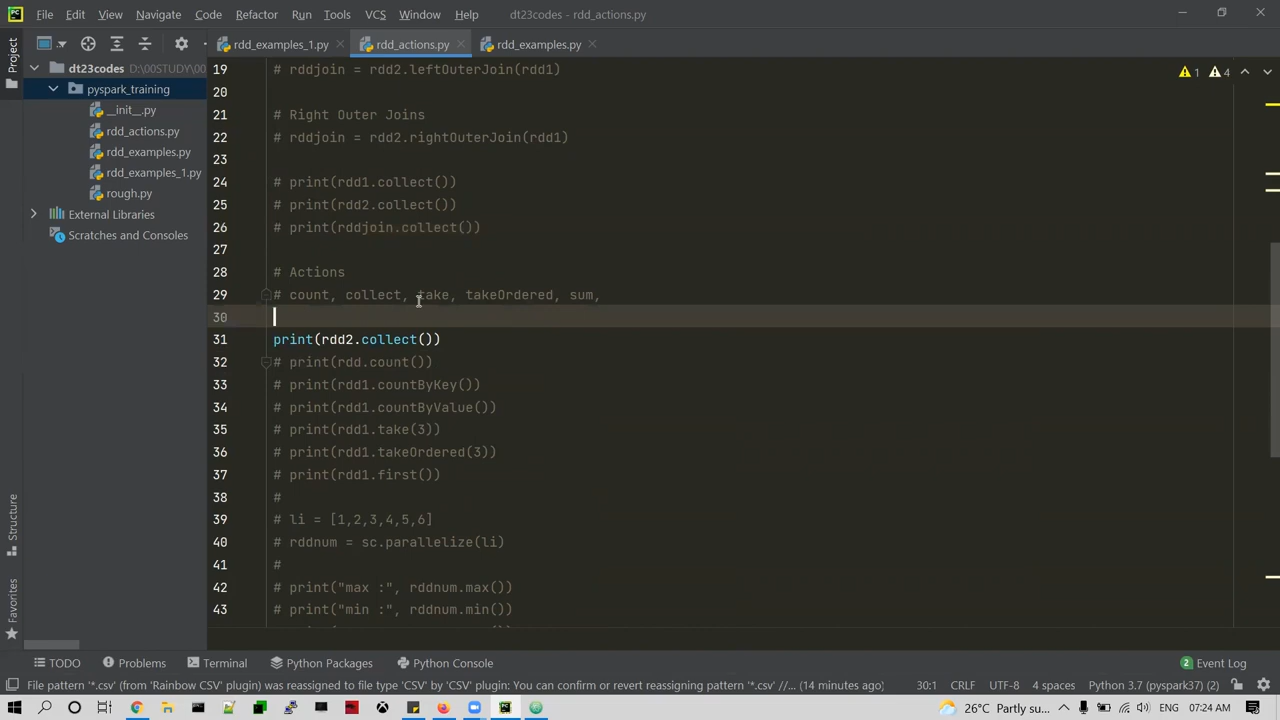 File Edit View Navigate Code Refactor Run Tools VCS Window Help dt23codes - rdd_actions.py
Project rdd_examples_1.py rdd_actions.py rdd_examples.py
dt23codes D:\00STUDY\00
pyspark_training
__init__.py
rdd_actions.py
rdd_examples.py
rdd_examples_1.py
rough.py
External Libraries
Scratches and Consoles
Structure
Favorites
1 4
19 # rddjoin = rdd2.leftOuterJoin(rdd1)
20
21 # Right Outer Joins
22 # rddjoin = rdd2.rightOuterJoin(rdd1)
23
24 # print(rdd1.collect())
25 # print(rdd2.collect())
26 # print(rddjoin.collect())
27
28 # Actions
29 # count, collect, take, takeOrdered, sum,
30
31 print(rdd2.collect())
32 # print(rdd.count())
33 # print(rdd1.countByKey())
34 # print(rdd1.countByValue())
35 # print(rdd1.take(3))
36 # print(rdd1.takeOrdered(3))
37 # print(rdd1.first())
38 #
39 # li = [1,2,3,4,5,6]
40 # rddnum = sc.parallelize(li)
41 #
42 # print("max :", rddnum.max())
43 # print("min :", rddnum.min())
TODO Problems Terminal Python Packages Python Console 2 Event Log
File pattern '*.csv' (from 'Rainbow CSV' plugin) was reassigned to file type 'CSV' by 'CSV' plugin: You can confirm or revert reassigning pattern '*.csv' //... (14 minutes ago) 30:1 CRLF UTF-8 4 spaces Python 3.7 (pyspark37) (2)
26°C Partly su... ENG 07:24 AM